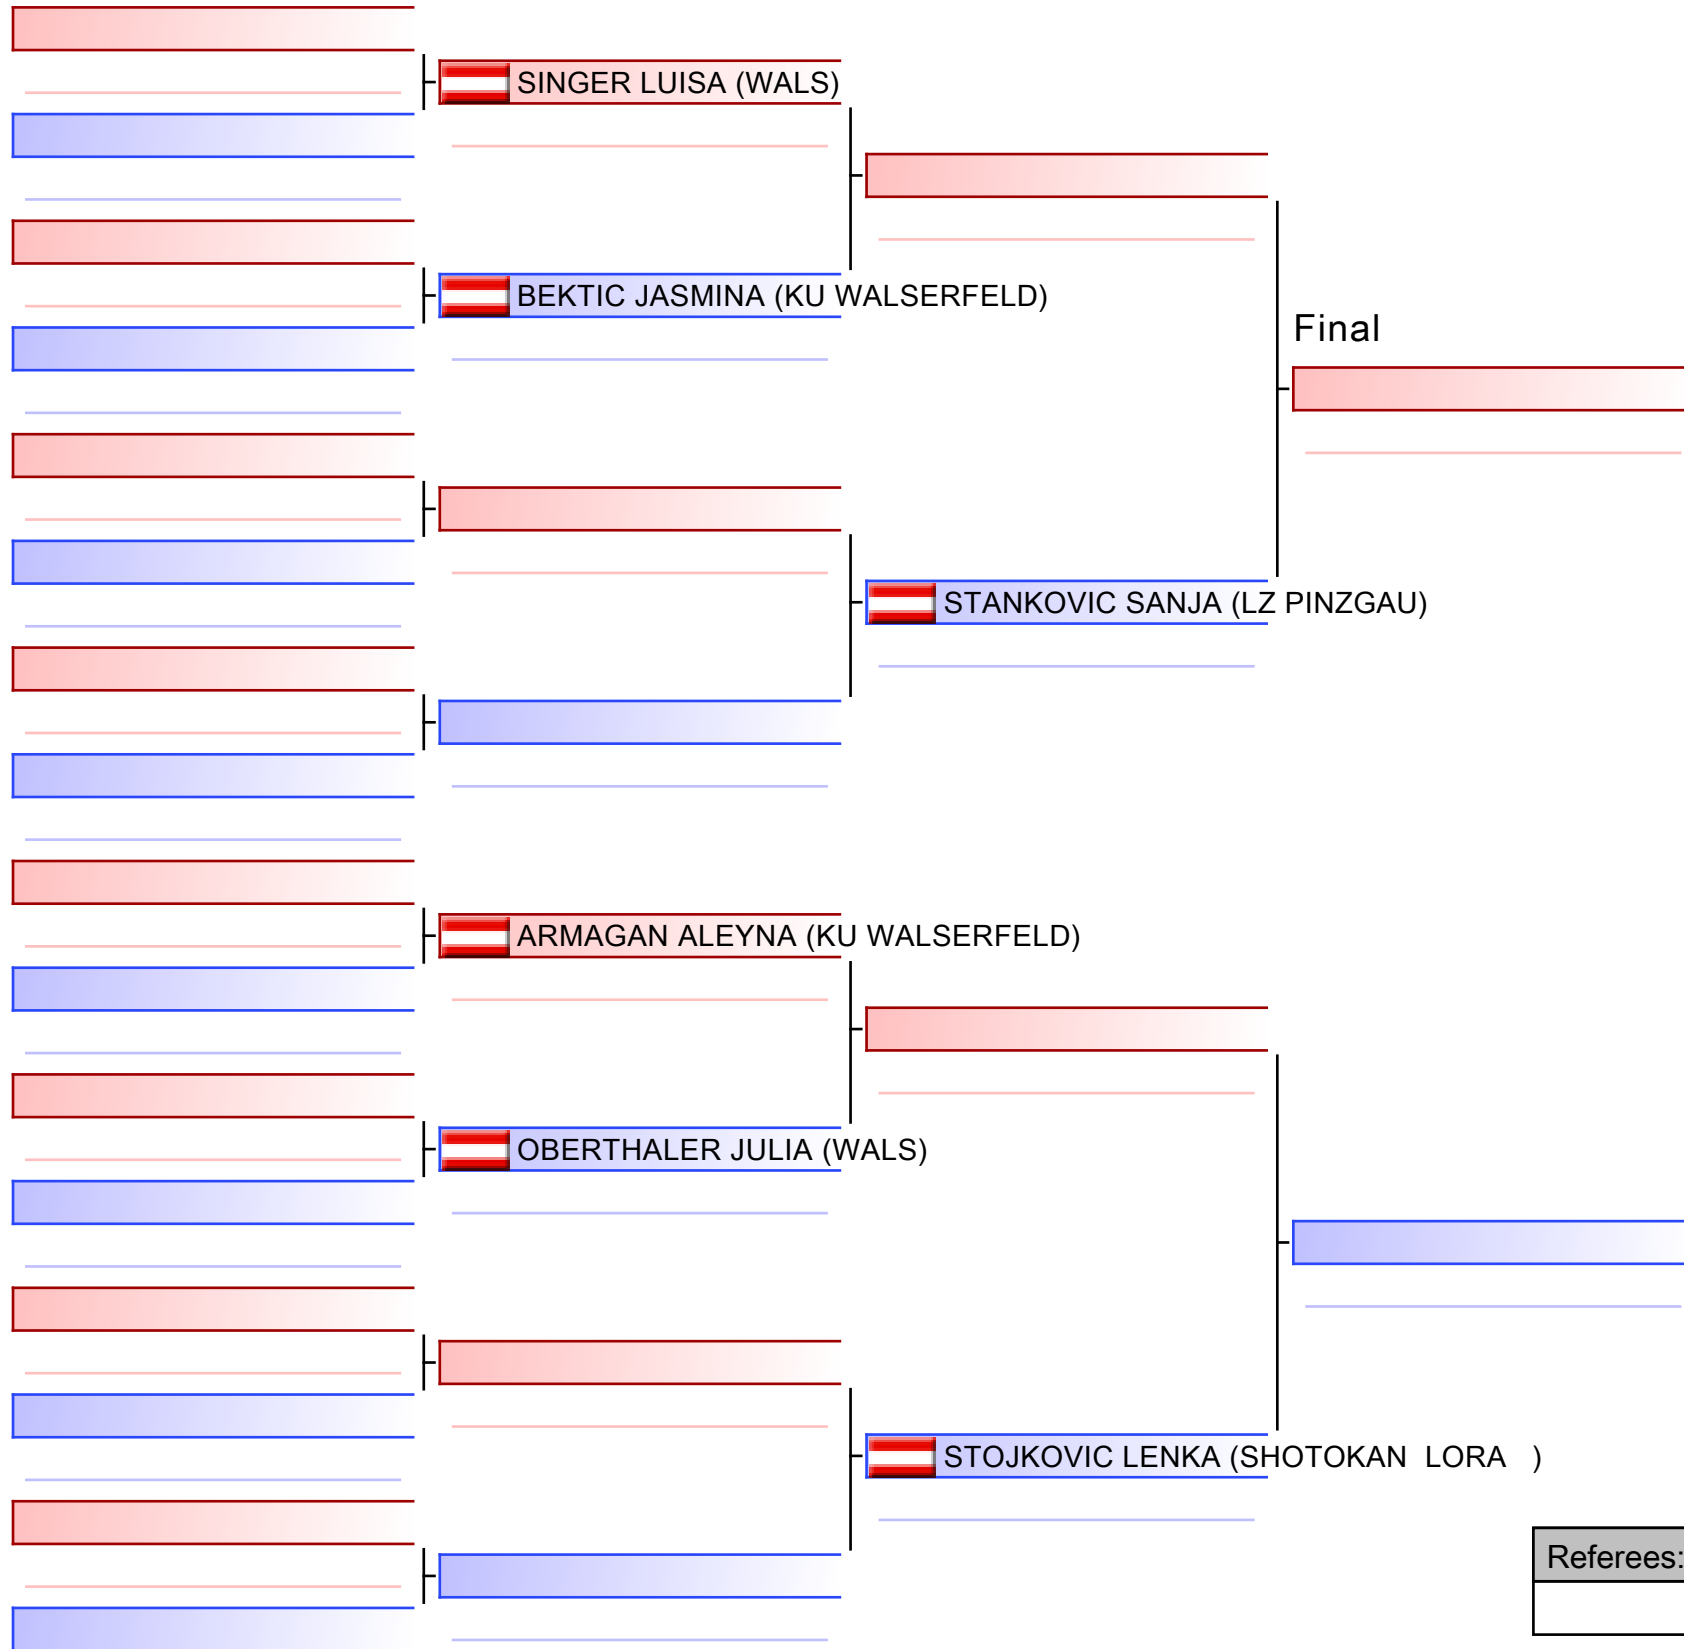 SINGER LUISA (WALS)
BEKTIC JASMINA (KU WALSERFELD)
Final
STANKOVIC SANJA (LZ PINZGAU)
ARMAGAN ALEYNA (KU WALSERFELD)
OBERTHALER JULIA (WALS)
STOJKOVIC LENKA (SHOTOKAN  LORA   )
Referees: